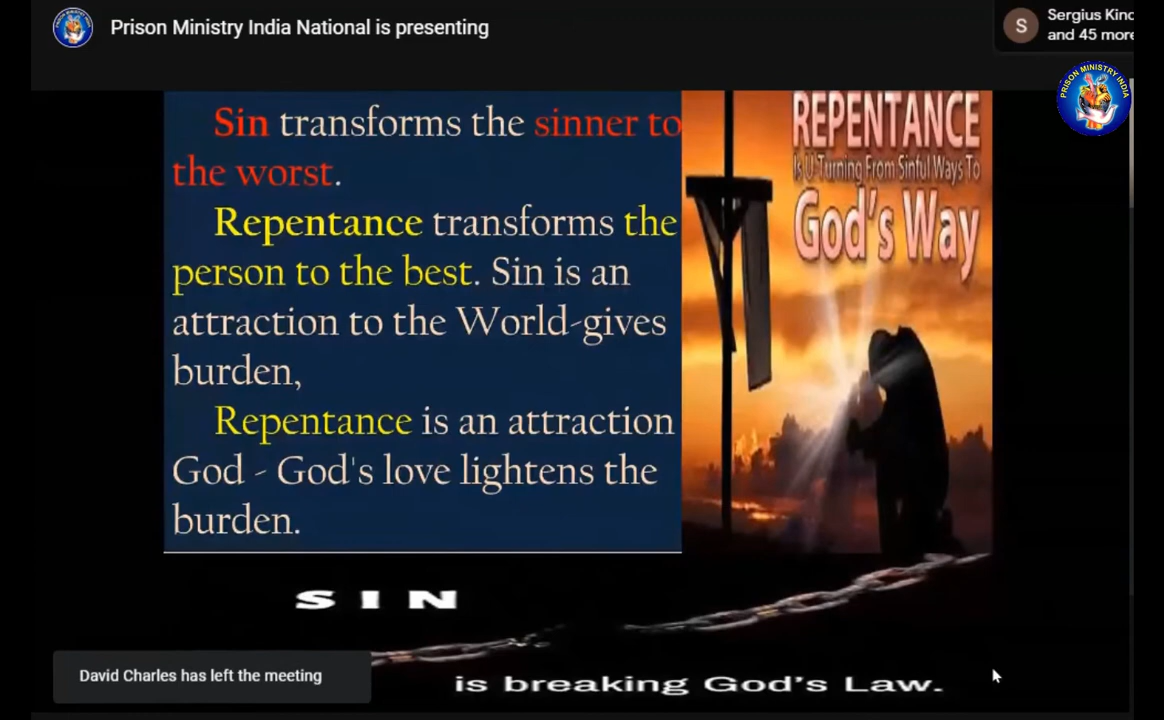 Prison Ministry India National is presenting
S
Sergius Kinc
and 45 more
PRISON MINISTRY INDIA
Sin transforms the sinner to
the worst.
Repentance transforms the
person to the best. Sin is an
attraction to the World-gives
burden,
Repentance is an attraction
God - God's love lightens the
burden.
REPENTANCE
Is U-Turning From Sinful Ways To
God's Way
SIN
is breaking God's Law.
David Charles has left the meeting